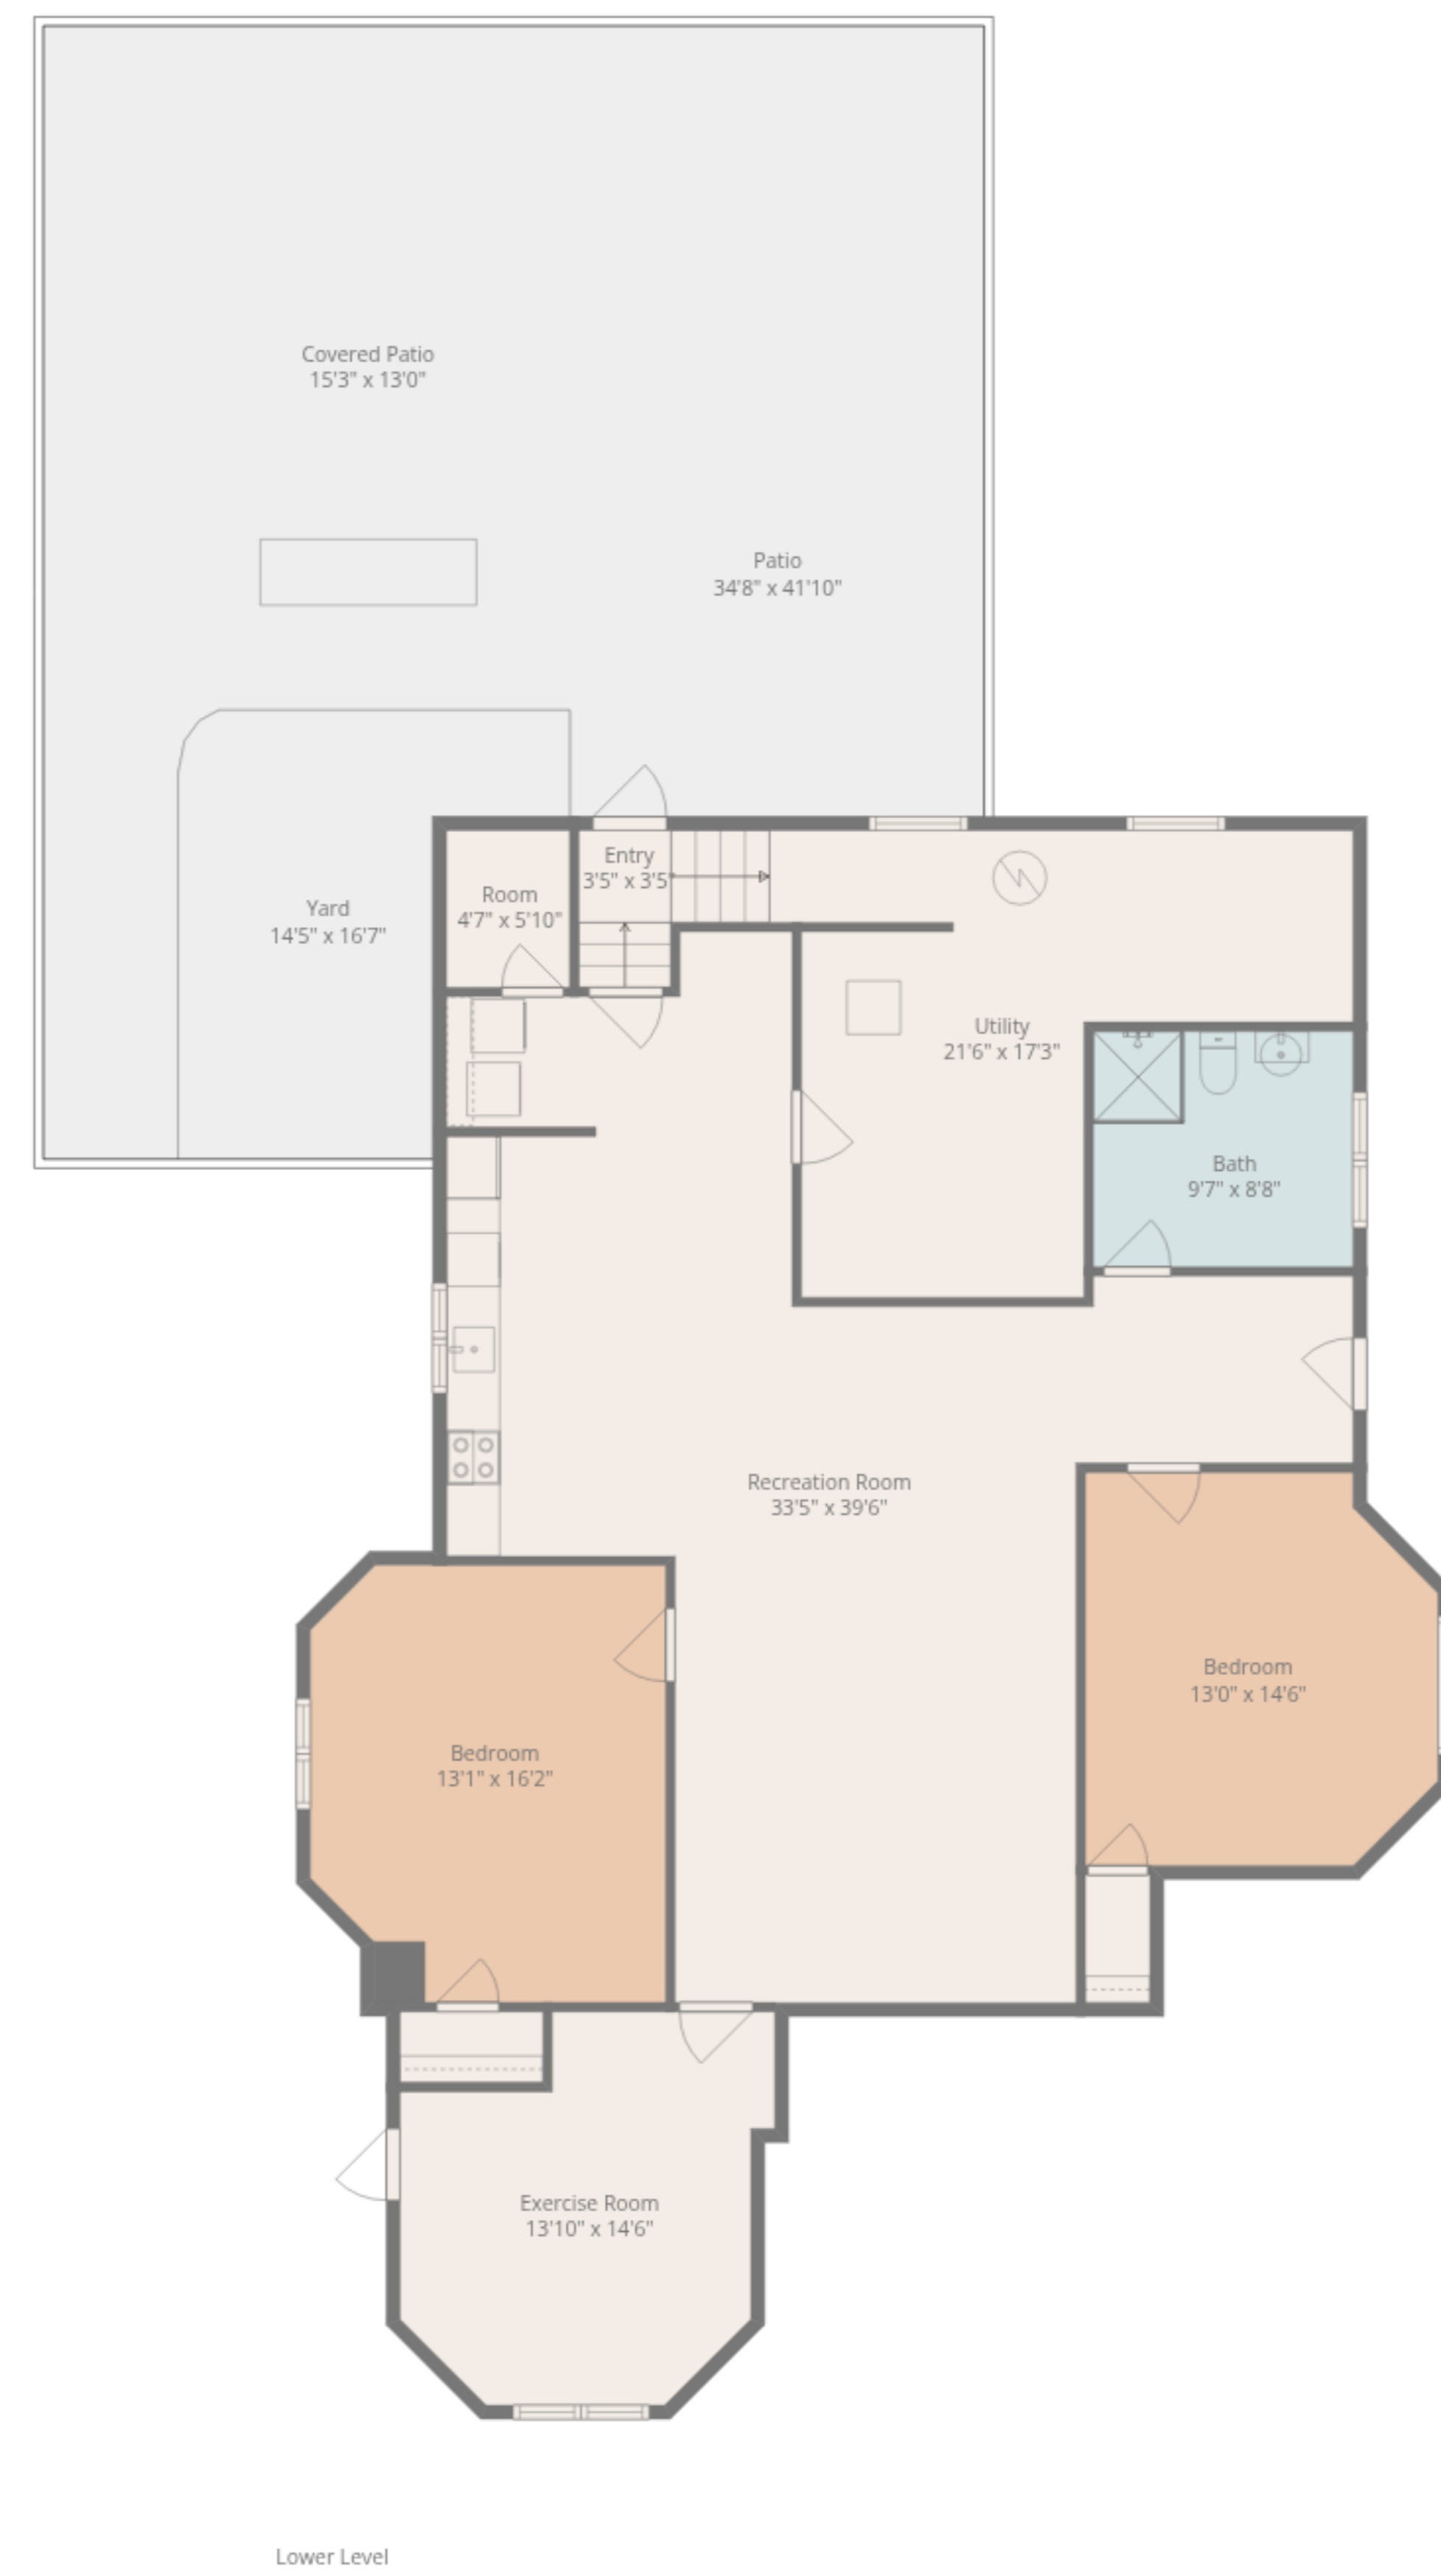 Covered Patio
15'3" x 13'0"
Patio
34'8" x 41'10"
Entry
3'5" x 3'5"
Room
4'7" x 5'10"
Yard
14'5" x 16'7"
Utility
21'6" x 17'3"
Bath
9'7" x 8'8"
Recreation Room
33'5" x 39'6"
Bedroom
13'0" x 14'6"
Bedroom
13'1" x 16'2"
Exercise Room
13'10" x 14'6"
Lower Level